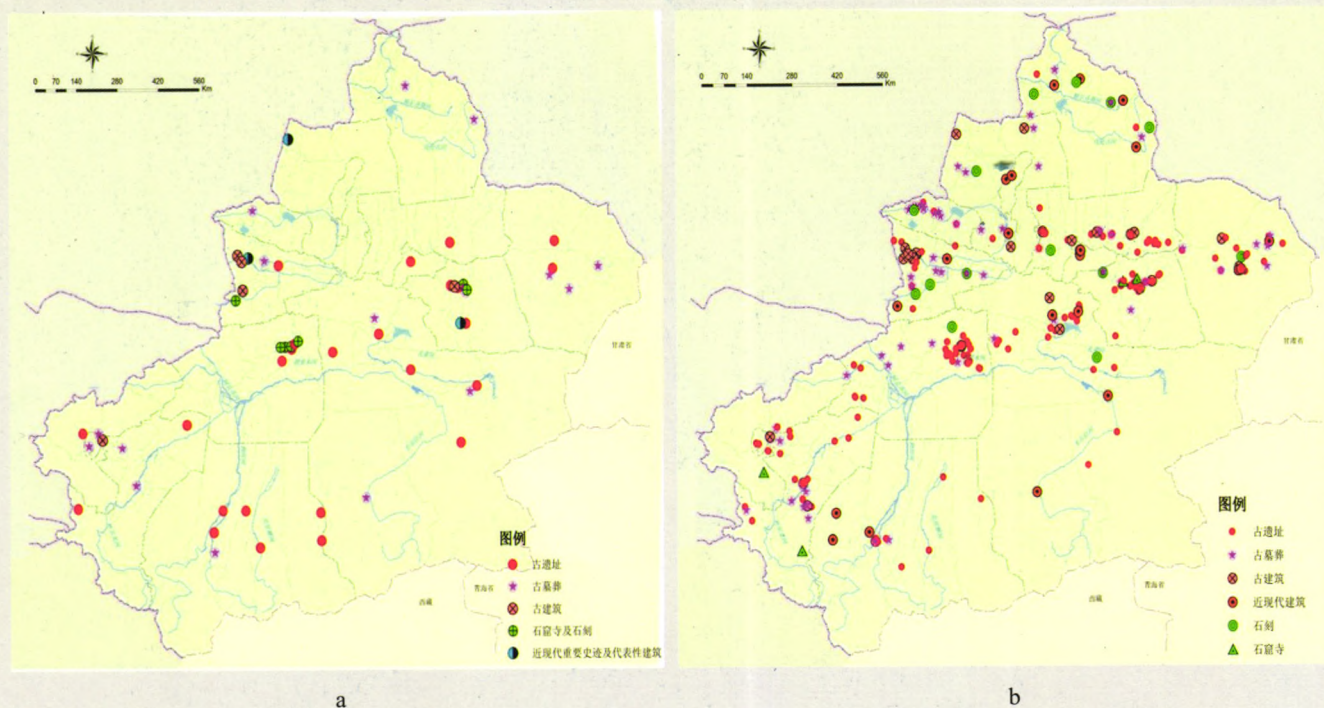 0 70 140 280 420 560
Km
甘肃省
西藏
青海省
图例
古遗址
古墓葬
古建筑
石窟寺及石刻
近现代重要史迹及代表性建筑
a
0 70 140 280 420 560
Km
甘肃省
西藏
青海省
图例
古遗址
古墓葬
古建筑
近现代建筑
石刻
石窟寺
b